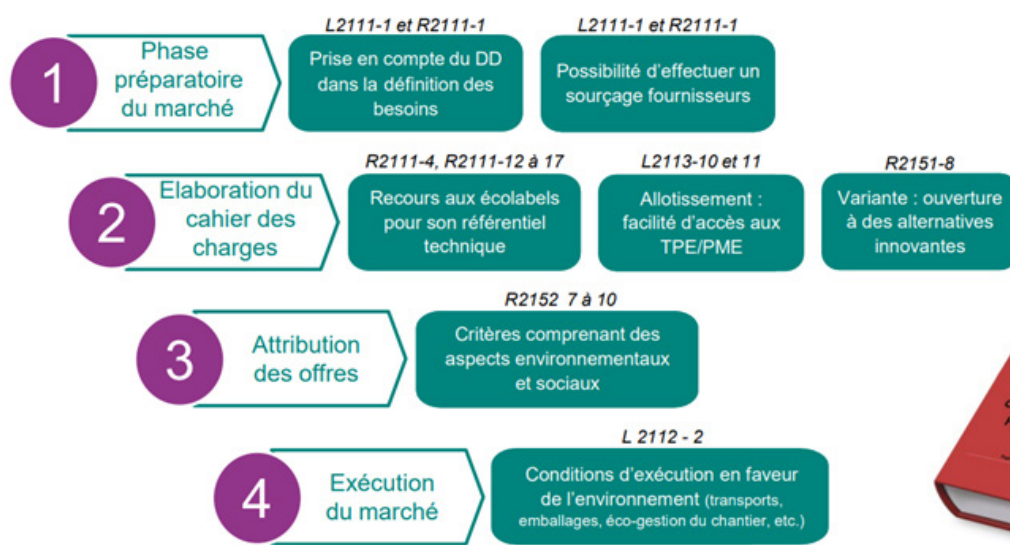 L2111-1 et R2111-1
L2111-1 et R2111-1
1
Phase
préparatoire
du marché
Prise en compte du DD
dans la définition des
besoins
Possibilité d'effectuer un
sourçage fournisseurs
R2111-4, R2111-12 à 17
L2113-10 et 11
R2151-8
2
Elaboration du
cahier des
charges
Recours aux écolabels
pour son référentiel
technique
Allotissement :
facilité d'accès aux
TPE/PME
Variante : ouverture
à des alternatives
innovantes
R2152 7 à 10
3
Attribution
des offres
Critères comprenant des
aspects environnementaux
et sociaux
L 2112 - 2
4
Exécution
du marché
Conditions d'exécution en faveur
de l'environnement (transports,
emballages, éco-gestion du chantier, etc.)